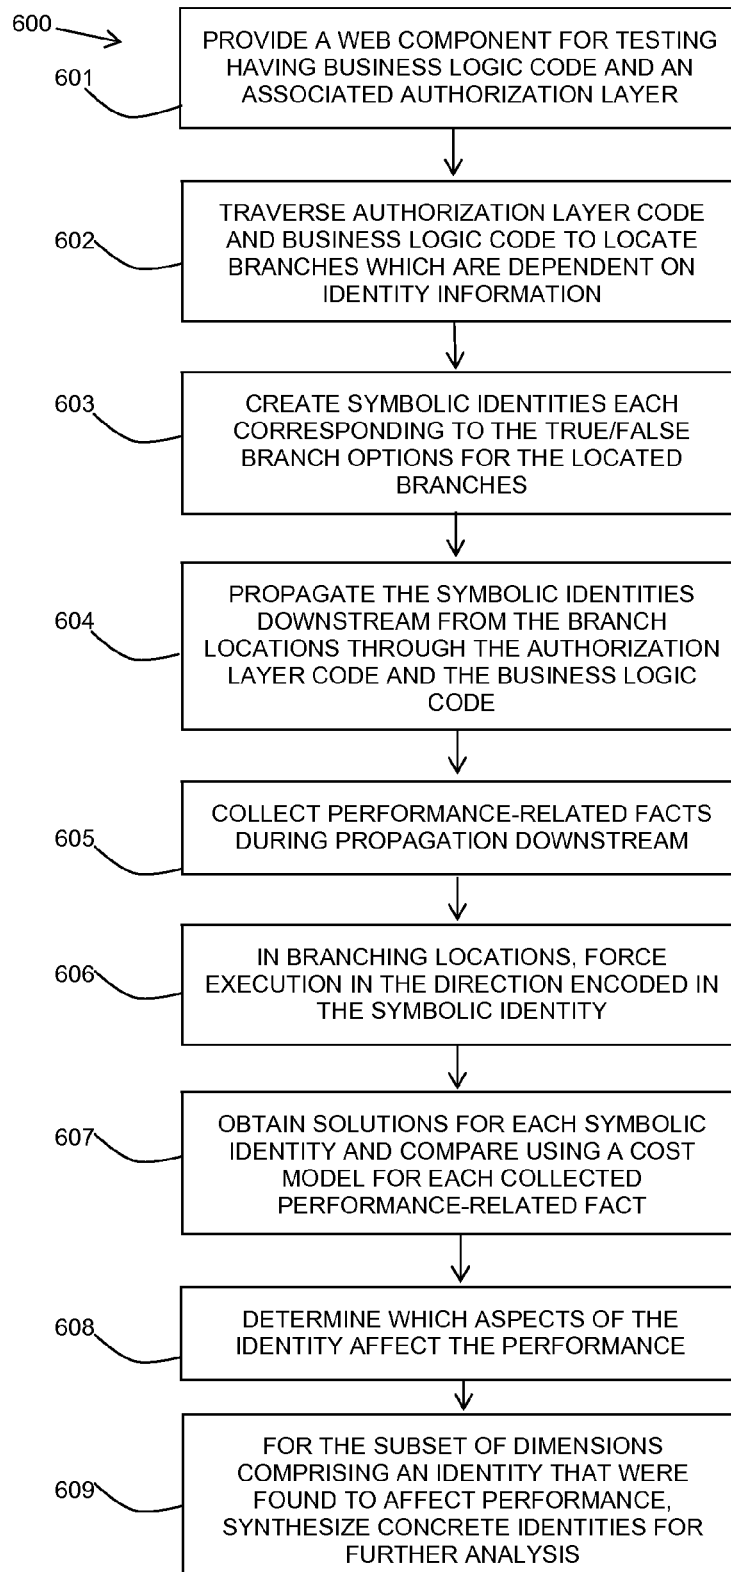 600
601
PROVIDE A WEB COMPONENT FOR TESTING
HAVING BUSINESS LOGIC CODE AND AN
ASSOCIATED AUTHORIZATION LAYER
602
TRAVERSE AUTHORIZATION LAYER CODE
AND BUSINESS LOGIC CODE TO LOCATE
BRANCHES WHICH ARE DEPENDENT ON
IDENTITY INFORMATION
603
CREATE SYMBOLIC IDENTITIES EACH
CORRESPONDING TO THE TRUE/FALSE
BRANCH OPTIONS FOR THE LOCATED
BRANCHES
604
PROPAGATE THE SYMBOLIC IDENTITIES
DOWNSTREAM FROM THE BRANCH
LOCATIONS THROUGH THE AUTHORIZATION
LAYER CODE AND THE BUSINESS LOGIC
CODE
605
COLLECT PERFORMANCE-RELATED FACTS
DURING PROPAGATION DOWNSTREAM
606
IN BRANCHING LOCATIONS, FORCE
EXECUTION IN THE DIRECTION ENCODED IN
THE SYMBOLIC IDENTITY
607
OBTAIN SOLUTIONS FOR EACH SYMBOLIC
IDENTITY AND COMPARE USING A COST
MODEL FOR EACH COLLECTED
PERFORMANCE-RELATED FACT
608
DETERMINE WHICH ASPECTS OF THE
IDENTITY AFFECT THE PERFORMANCE
609
FOR THE SUBSET OF DIMENSIONS
COMPRISING AN IDENTITY THAT WERE
FOUND TO AFFECT PERFORMANCE,
SYNTHESIZE CONCRETE IDENTITIES FOR
FURTHER ANALYSIS